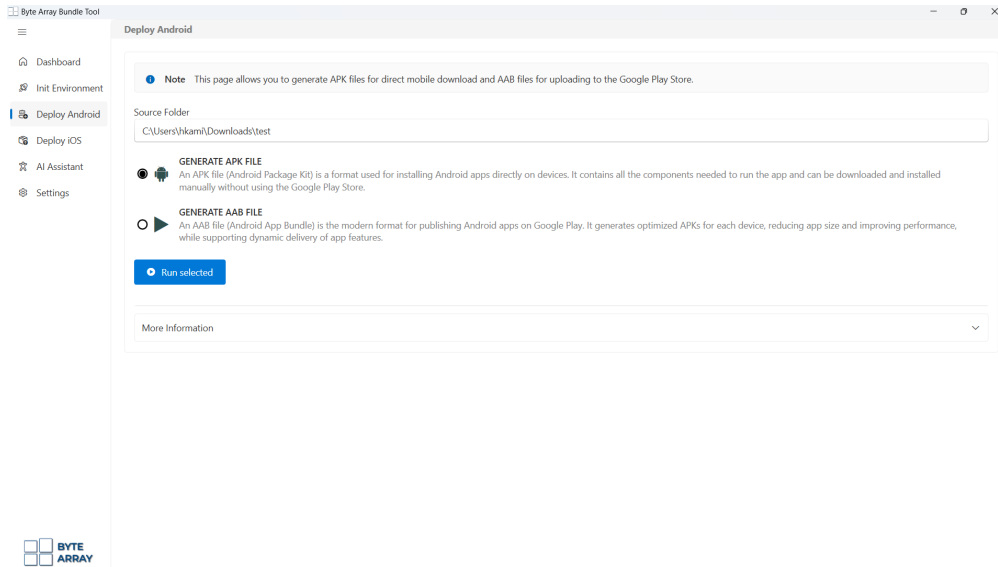 Byte Array Bundle Tool
Deploy Android
Dashboard
Init Environment
Deploy Android
Deploy iOS
AI Assistant
Settings
Note This page allows you to generate APK files for direct mobile download and AAB files for uploading to the Google Play Store.
Source Folder
C:\Users\hkami\Downloads\test
GENERATE APK FILE
An APK file (Android Package Kit) is a format used for installing Android apps directly on devices. It contains all the components needed to run the app and can be downloaded and installed
manually without using the Google Play Store.
GENERATE AAB FILE
An AAB file (Android App Bundle) is the modern format for publishing Android apps on Google Play. It generates optimized APKs for each device, reducing app size and improving performance,
while supporting dynamic delivery of app features.
Run selected
More Information
BYTE
ARRAY